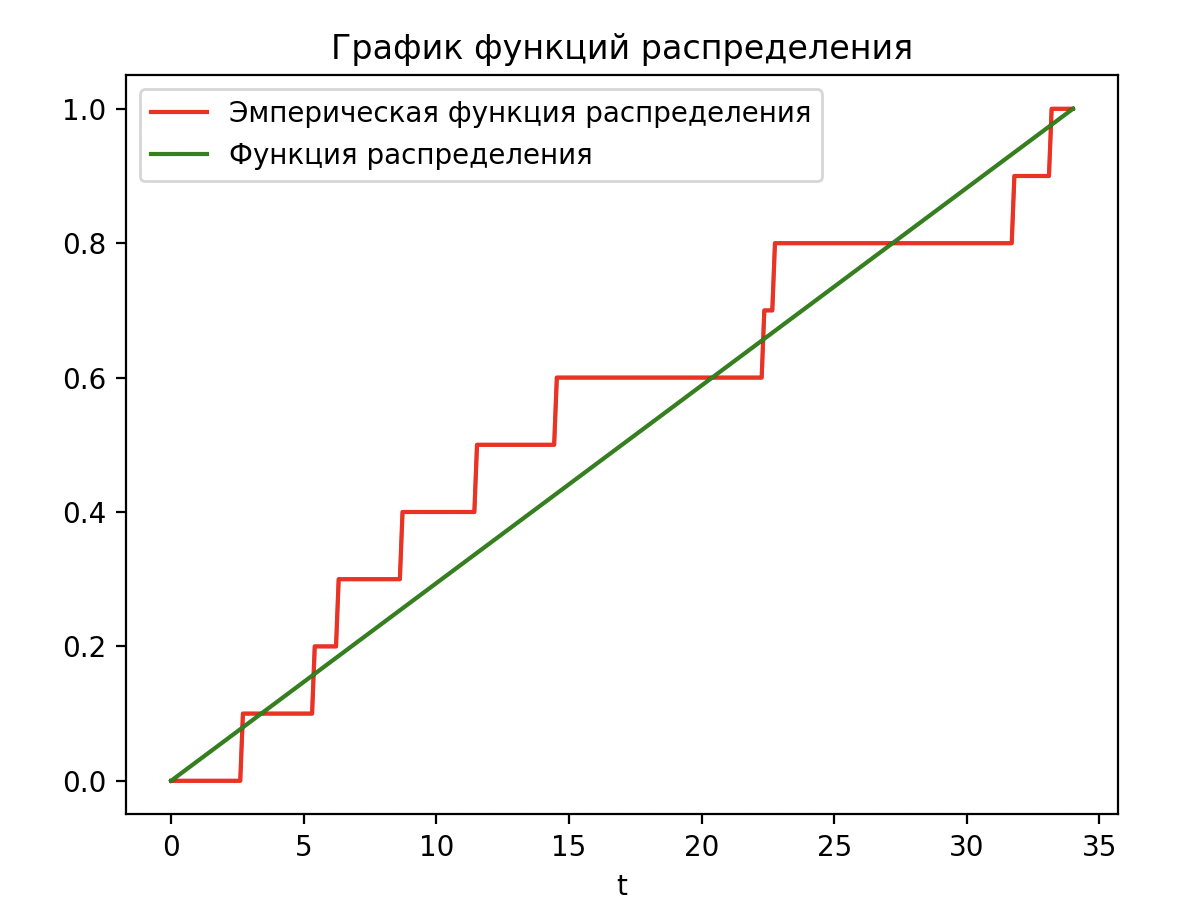 График функций распределения
Эмперическая функция распределения
Функция распределения
1.0
0.8
0.6
0.4
0.2
0.0
0 5 10 15 20 25 30 35
t